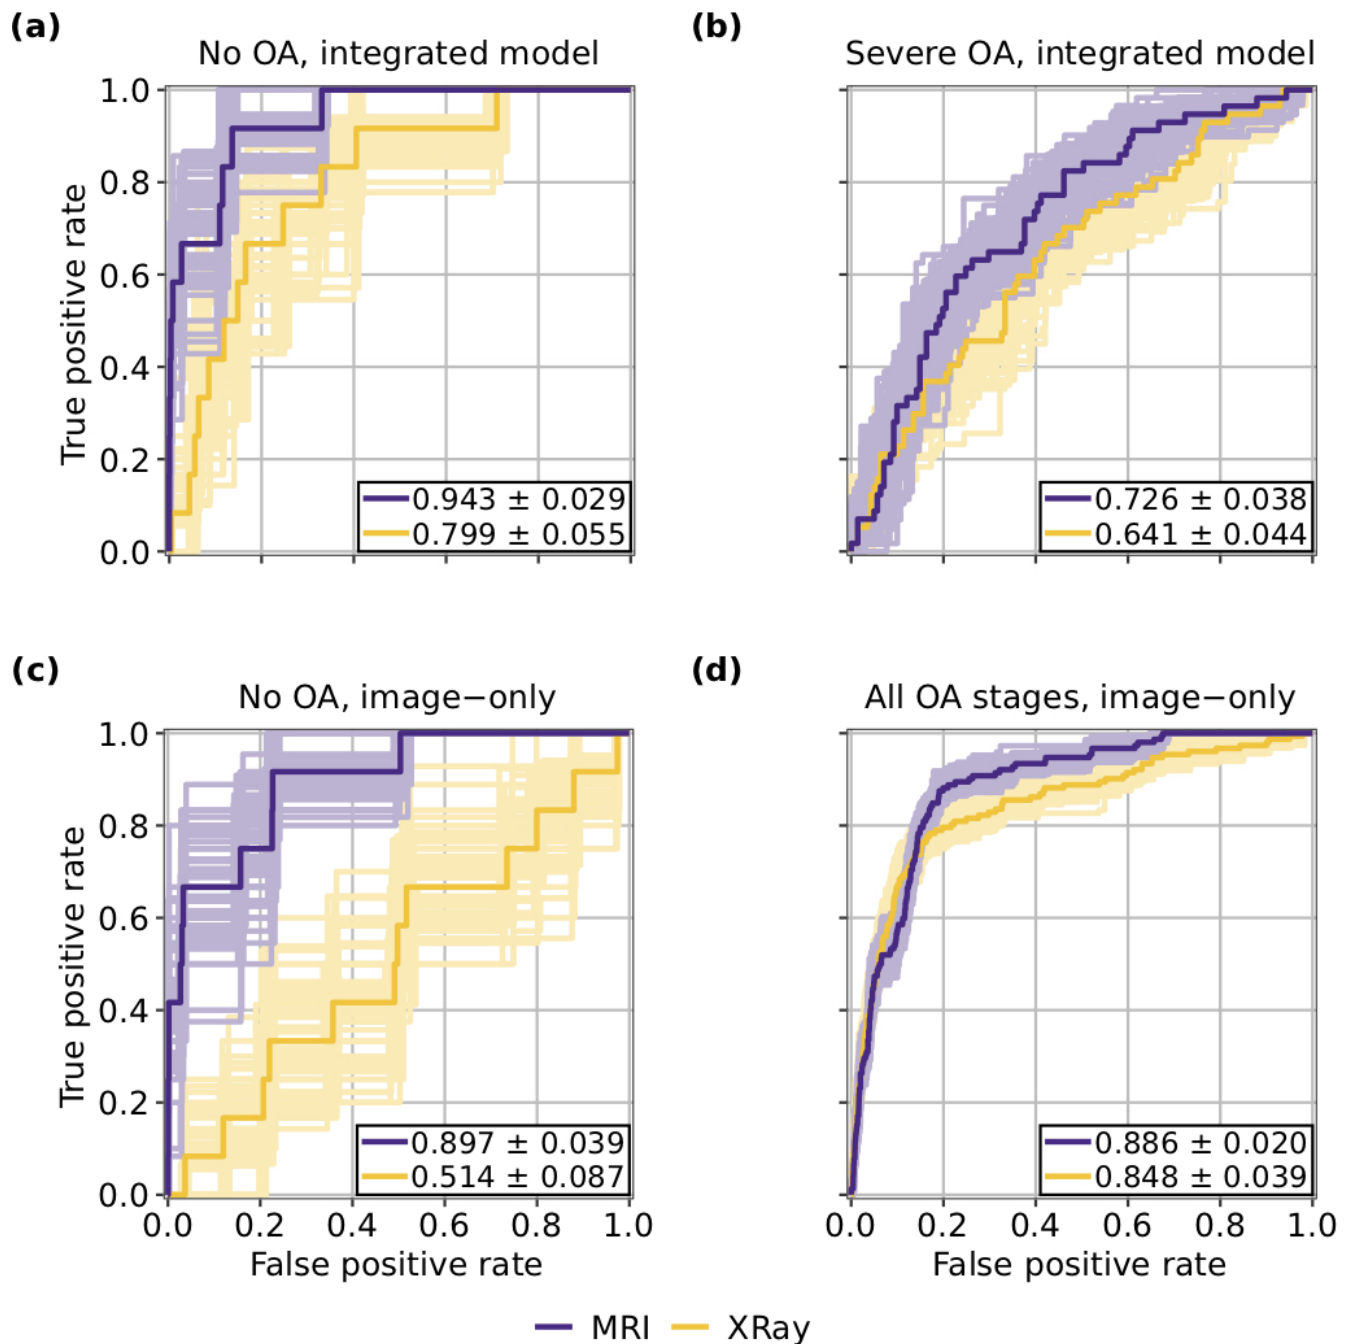 (a)
No OA, integrated model
1.0
0.8
0.6
0.4
0.2
0.0
True positive rate
0.943 ± 0.029
0.799 ± 0.055
(b)
Severe OA, integrated model
0.726 ± 0.038
0.641 ± 0.044
(c)
No OA, image−only
1.0
0.8
0.6
0.4
0.2
0.0
True positive rate
0.897 ± 0.039
0.514 ± 0.087
0.0 0.2 0.4 0.6 0.8 1.0
False positive rate
(d)
All OA stages, image−only
0.886 ± 0.020
0.848 ± 0.039
0.0 0.2 0.4 0.6 0.8 1.0
False positive rate
MRI XRay